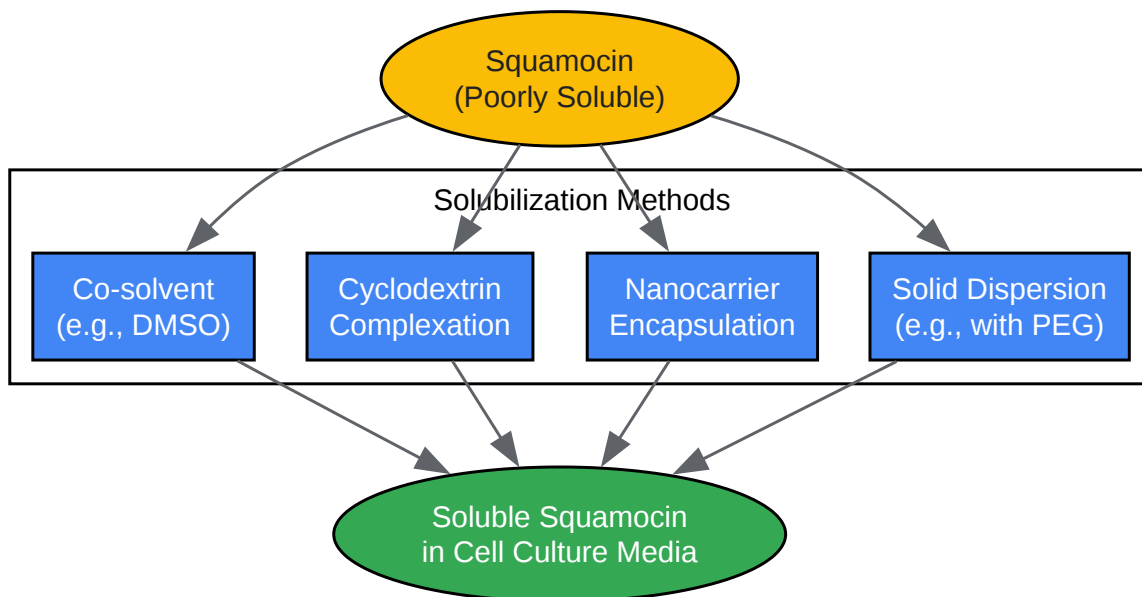 Squamocin
(Poorly Soluble)
Solubilization Methods
Co-solvent
(e.g., DMSO)
Cyclodextrin
Complexation
Nanocarrier
Encapsulation
Solid Dispersion
(e.g., with PEG)
Soluble Squamocin
in Cell Culture Media